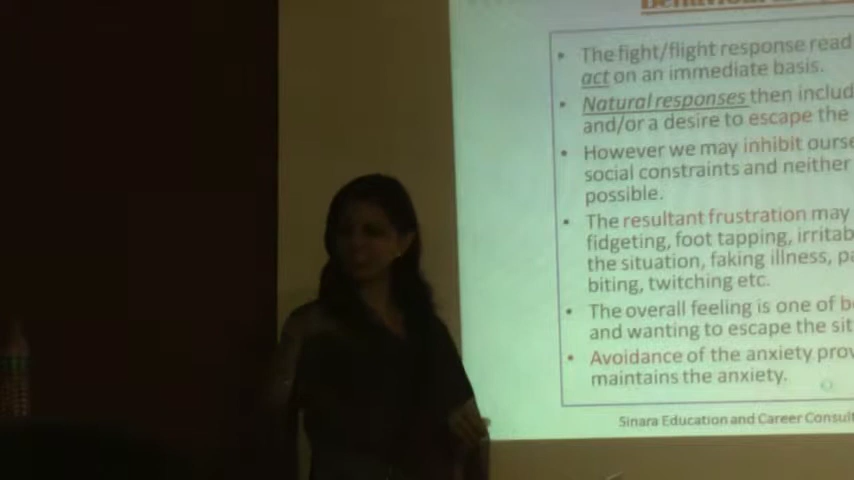 • The fight/flight response read
act on an immediate basis.
• Natural responses then includ
and/or a desire to escape the
• However we may inhibit ourse
social constraints and neither
possible.
• The resultant frustration may
fidgeting, foot tapping, irritab
the situation, faking illness, pa
biting, twitching etc.
• The overall feeling is one of b
and wanting to escape the sit
• Avoidance of the anxiety prov
maintains the anxiety.
Sinara Education and Career Consult